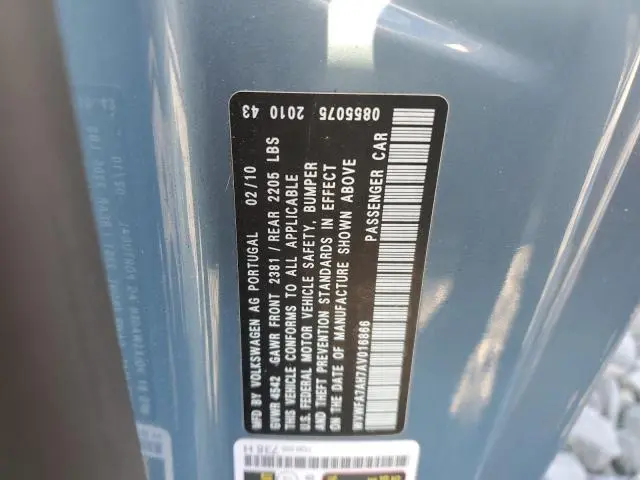 0855075 2010 43
MFD BY VOLKSWAGEN AG PORTUGAL 02/10
GVWR 4542 GAWR FRONT 2381 / REAR 2205 LBS
THIS VEHICLE CONFORMS TO ALL APPLICABLE
U.S. FEDERAL MOTOR VEHICLE SAFETY, BUMPER
AND THEFT PREVENTION STANDARDS IN EFFECT
ON THE DATE OF MANUFACTURE SHOWN ABOVE
PASSENGER CAR
WVWFA7AH7AV016866
736H